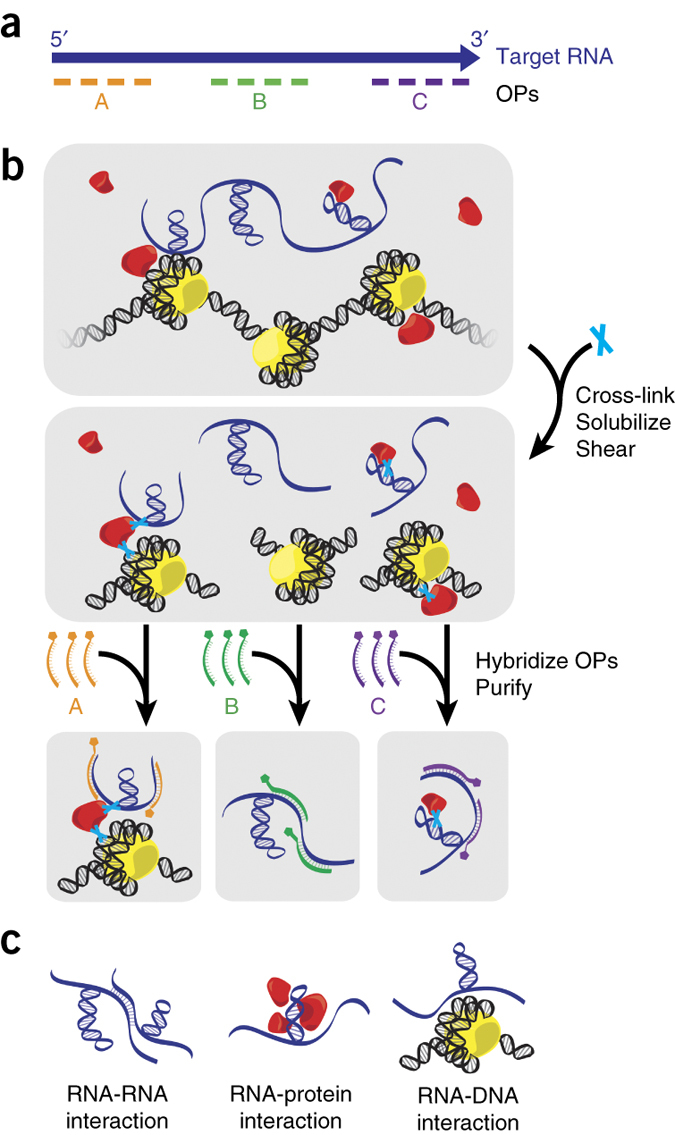 a
5′ 3′
Target RNA
A B C
OPs
b
Cross-link
Solubilize
Shear
A B C
Hybridize OPs
Purify
c
RNA-RNA
interaction
RNA-protein
interaction
RNA-DNA
interaction